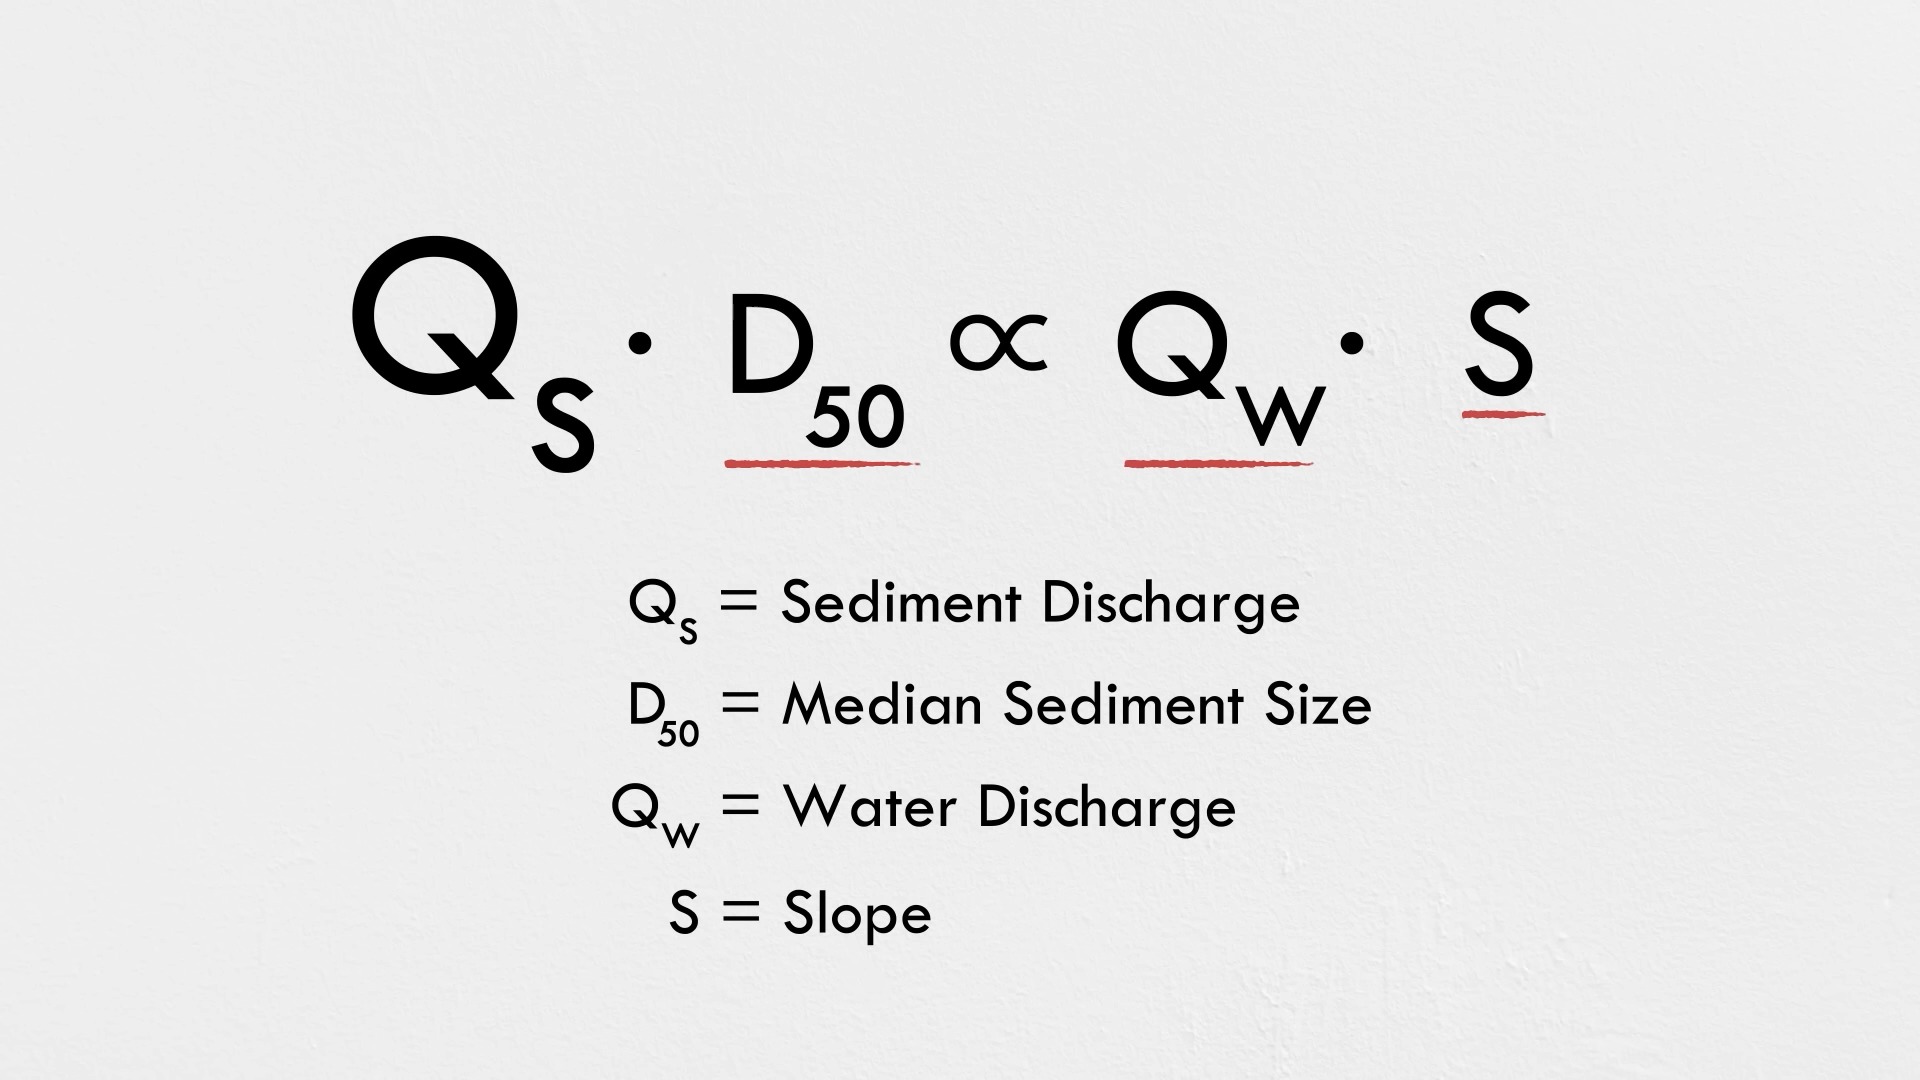 Qs · D50 ∝ Qw · S
Qs = Sediment Discharge
D50 = Median Sediment Size
Qw = Water Discharge
S = Slope